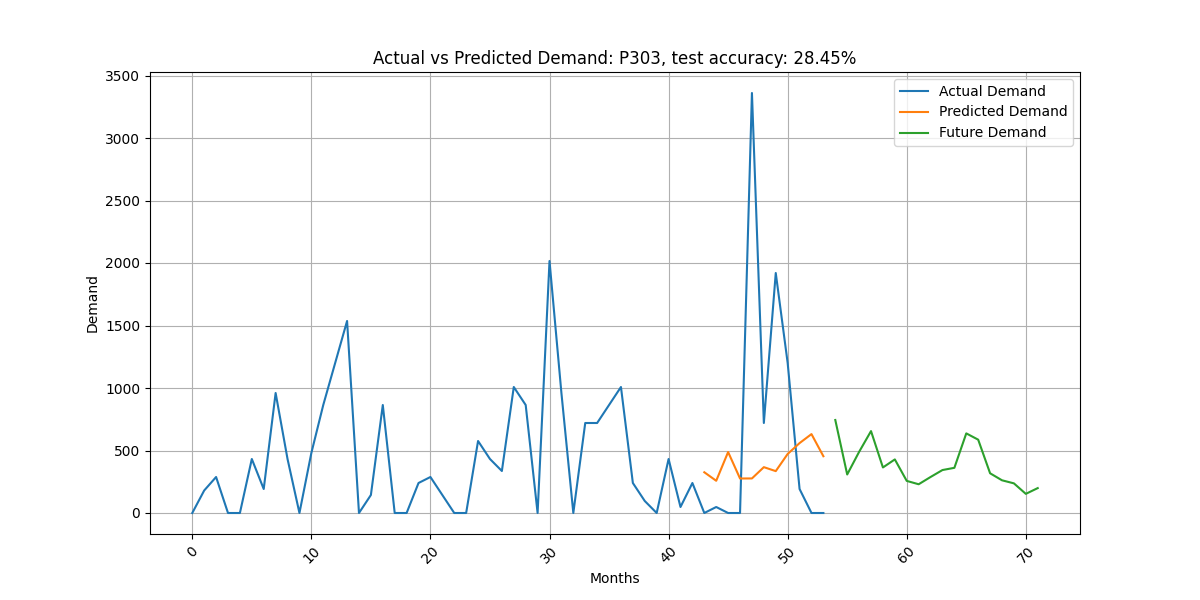 Actual vs Predicted Demand: P303, test accuracy: 28.45%
Actual Demand
Predicted Demand
Future Demand
3500
3000
2500
2000
1500
1000
500
0
Demand
0 10 20 30 40 50 60 70
Months